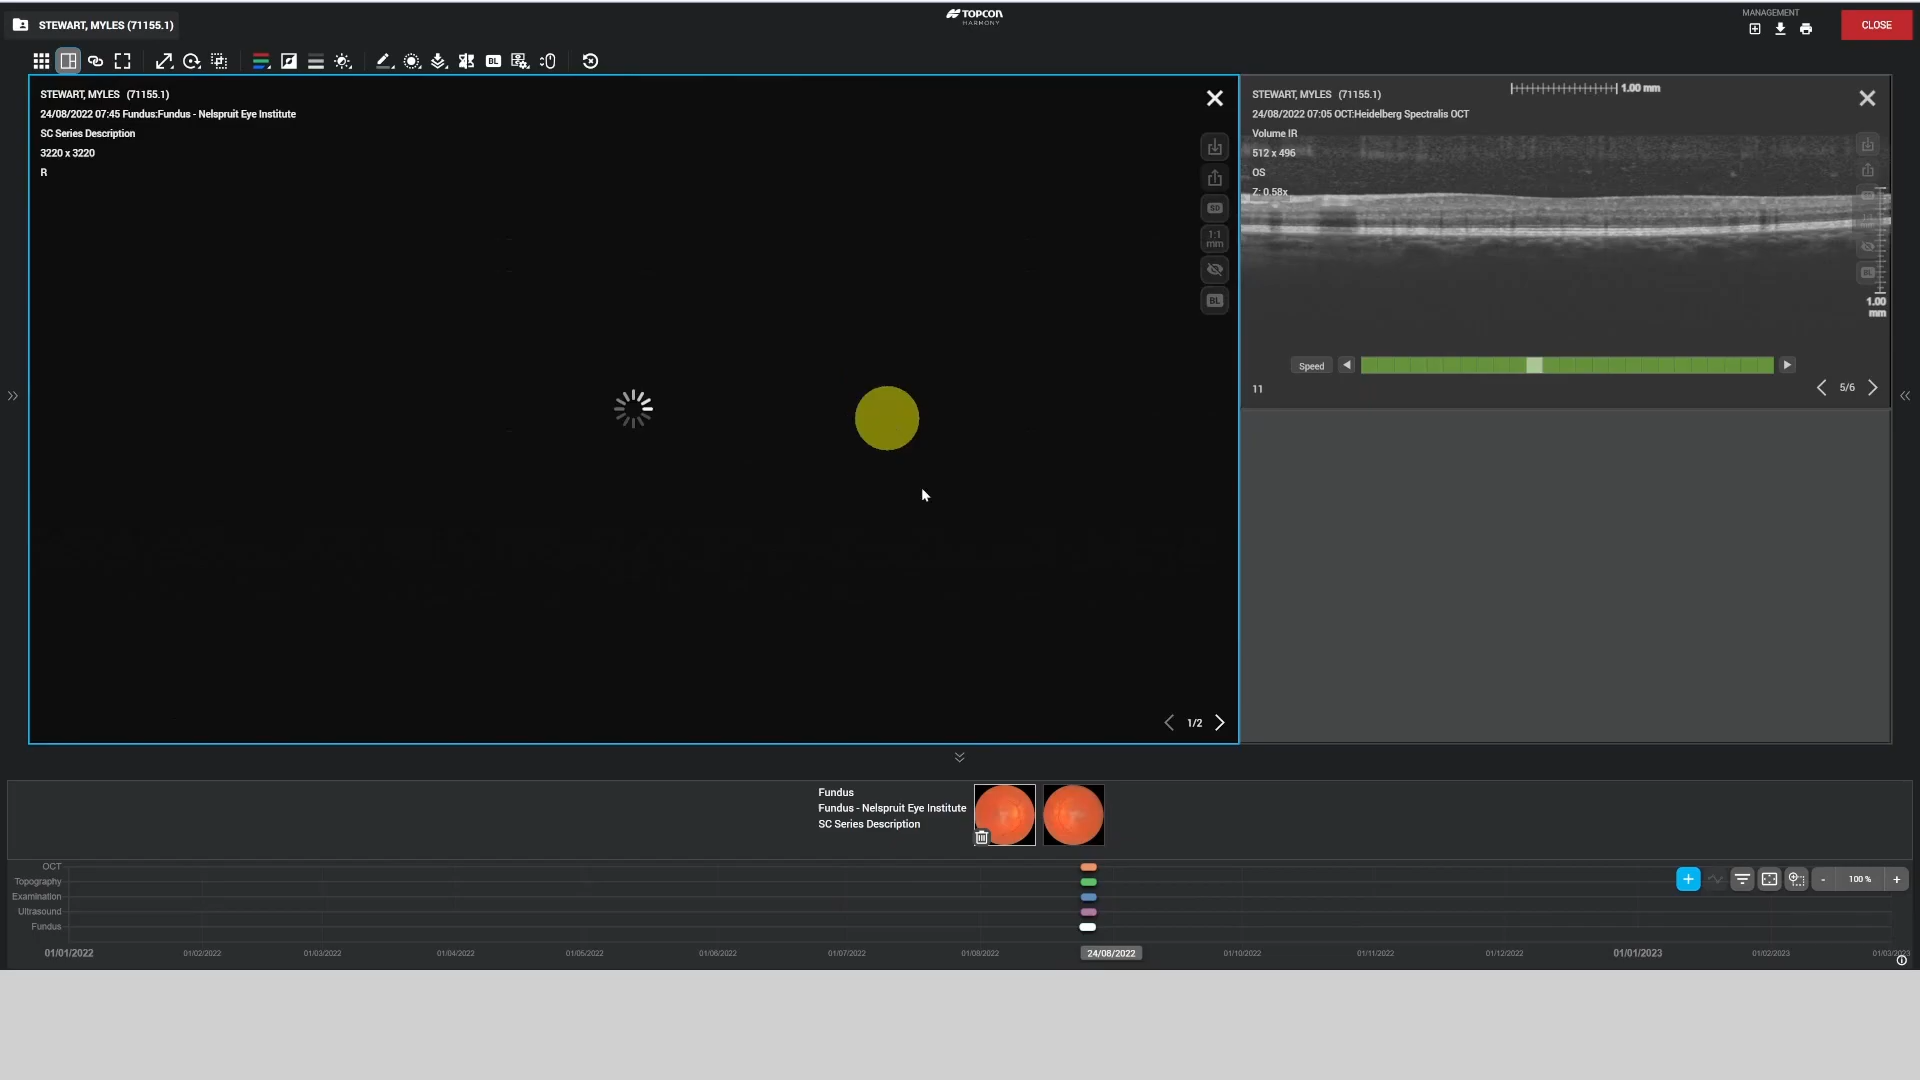 STEWART, MYLES (71155.1)
TOPCON
HARMONY
MANAGEMENT
CLOSE
BL
STEWART, MYLES (71155.1)
24/08/2022 07:45 Fundus:Fundus - Nelspruit Eye Institute
SC Series Description
3220 x 3220
R
SD
1:1
mm
BL
1/2
STEWART, MYLES (71155.1)
1.00 mm
24/08/2022 07:05 OCT:Heidelberg Spectralis OCT
Volume IR
512 x 496
OS
Z: 0.58x
BL
1.00
mm
Speed
11
5/6
Fundus
Fundus - Nelspruit Eye Institute
SC Series Description
OCT
Topography
Examination
Ultrasound
Fundus
- 100 % +
01/01/2022 01/02/2022 01/03/2022 01/04/2022 01/05/2022 01/06/2022 01/07/2022 01/08/2022 24/08/2022 01/10/2022 01/11/2022 01/12/2022 01/01/2023 01/02/2023 01/03/2023